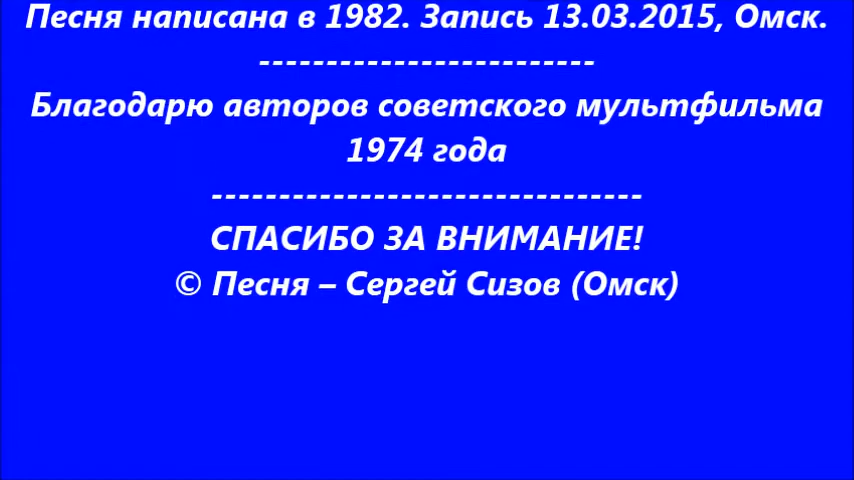 Песня написана в 1982. Запись 13.03.2015, Омск.
-------------------------
Благодарю авторов советского мультфильма
1974 года
--------------------------------
СПАСИБО ЗА ВНИМАНИЕ!
© Песня – Сергей Сизов (Омск)